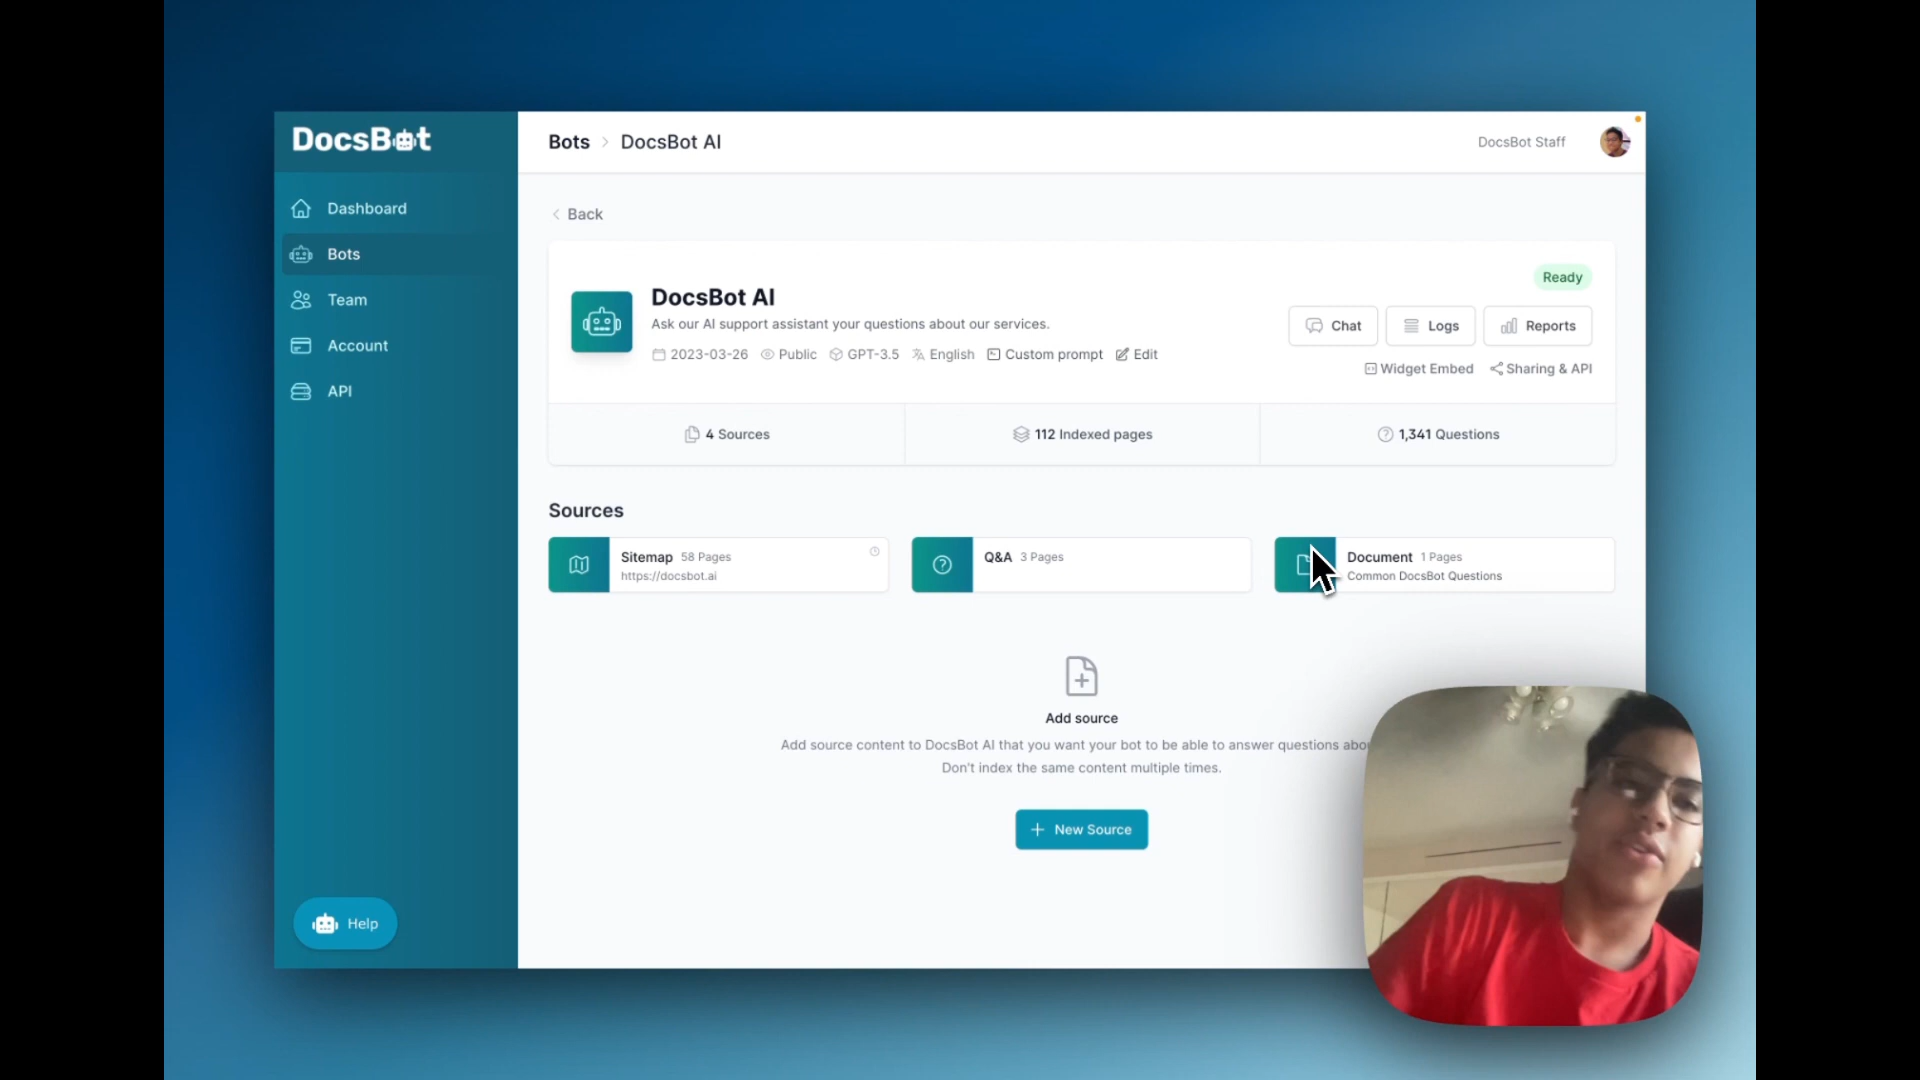 DocsBot
Bots > DocsBot AI
DocsBot Staff
Dashboard
Bots
Team
Account
API
Help
Back
DocsBot AI
Ask our AI support assistant your questions about our services.
2023-03-26 Public GPT-3.5 English Custom prompt Edit
Ready
Chat Logs Reports
Widget Embed Sharing & API
4 Sources
112 Indexed pages
1,341 Questions
Sources
Sitemap 58 Pages
https://docsbot.ai
Q&A 3 Pages
Document 1 Pages
Common DocsBot Questions
Add source
Add source content to DocsBot AI that you want your bot to be able to answer questions
Don't index the same content multiple times.
+ New Source